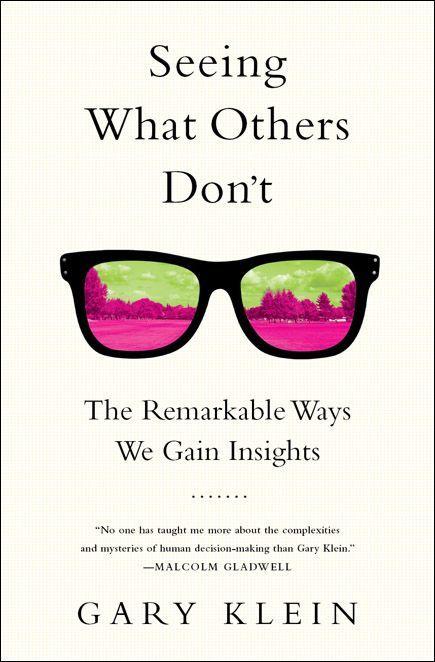 Seeing
What Others
Don't
The Remarkable Ways
We Gain Insights
.......
“No one has taught me more about the complexities
and mysteries of human decision-making than Gary Klein.”
—MALCOLM GLADWELL
GARY KLEIN